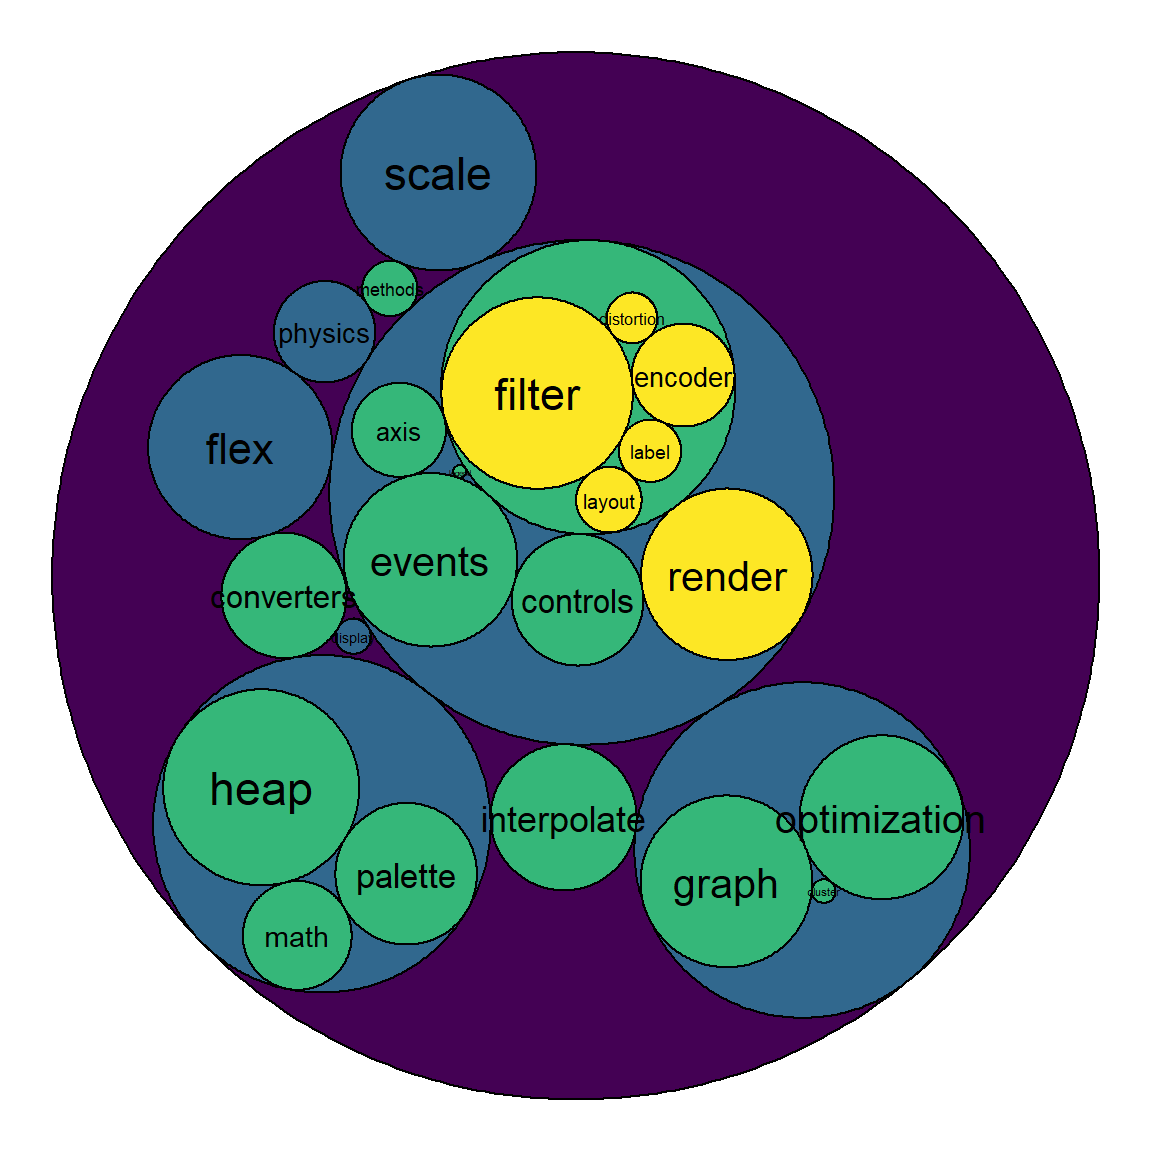 scale
methods
physics
distortion
filter
encoder
flex
axis
label
layout
events
render
converters
controls
display
heap
interpolate
optimization
palette
graph
cluster
math